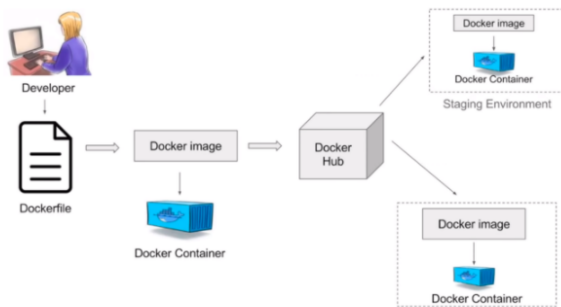 Developer
Dockerfile
Docker image
Docker Container
Docker
Hub
Docker image
Docker Container
Staging Environment
Docker image
Docker Container